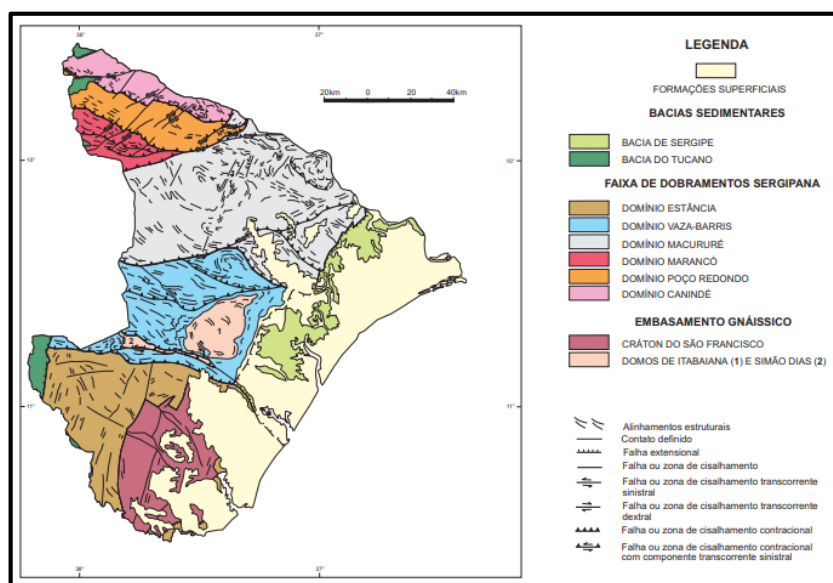 38° 37°
20km 0 20 40km
10° 10°
2
11° 11°
38° 37°
LEGENDA
FORMAÇÕES SUPERFICIAIS
BACIAS SEDIMENTARES
BACIA DE SERGIPE
BACIA DO TUCANO
FAIXA DE DOBRAMENTOS SERGIPANA
DOMÍNIO ESTÂNCIA
DOMÍNIO VAZA-BARRIS
DOMÍNIO MACURURÉ
DOMÍNIO MARANCÓ
DOMÍNIO POÇO REDONDO
DOMÍNIO CANINDÉ
EMBASAMENTO GNÁISSICO
CRÁTON DO SÃO FRANCISCO
DOMOS DE ITABAIANA (1) E SIMÃO DIAS (2)
Alinhamentos estruturais
Contato definido
Falha extensional
Falha ou zona de cisalhamento
Falha ou zona de cisalhamento transcorrente
sinistral
Falha ou zona de cisalhamento transcorrente
dextral
Falha ou zona de cisalhamento contracional
Falha ou zona de cisalhamento contracional
com componente transcorrente sinistral